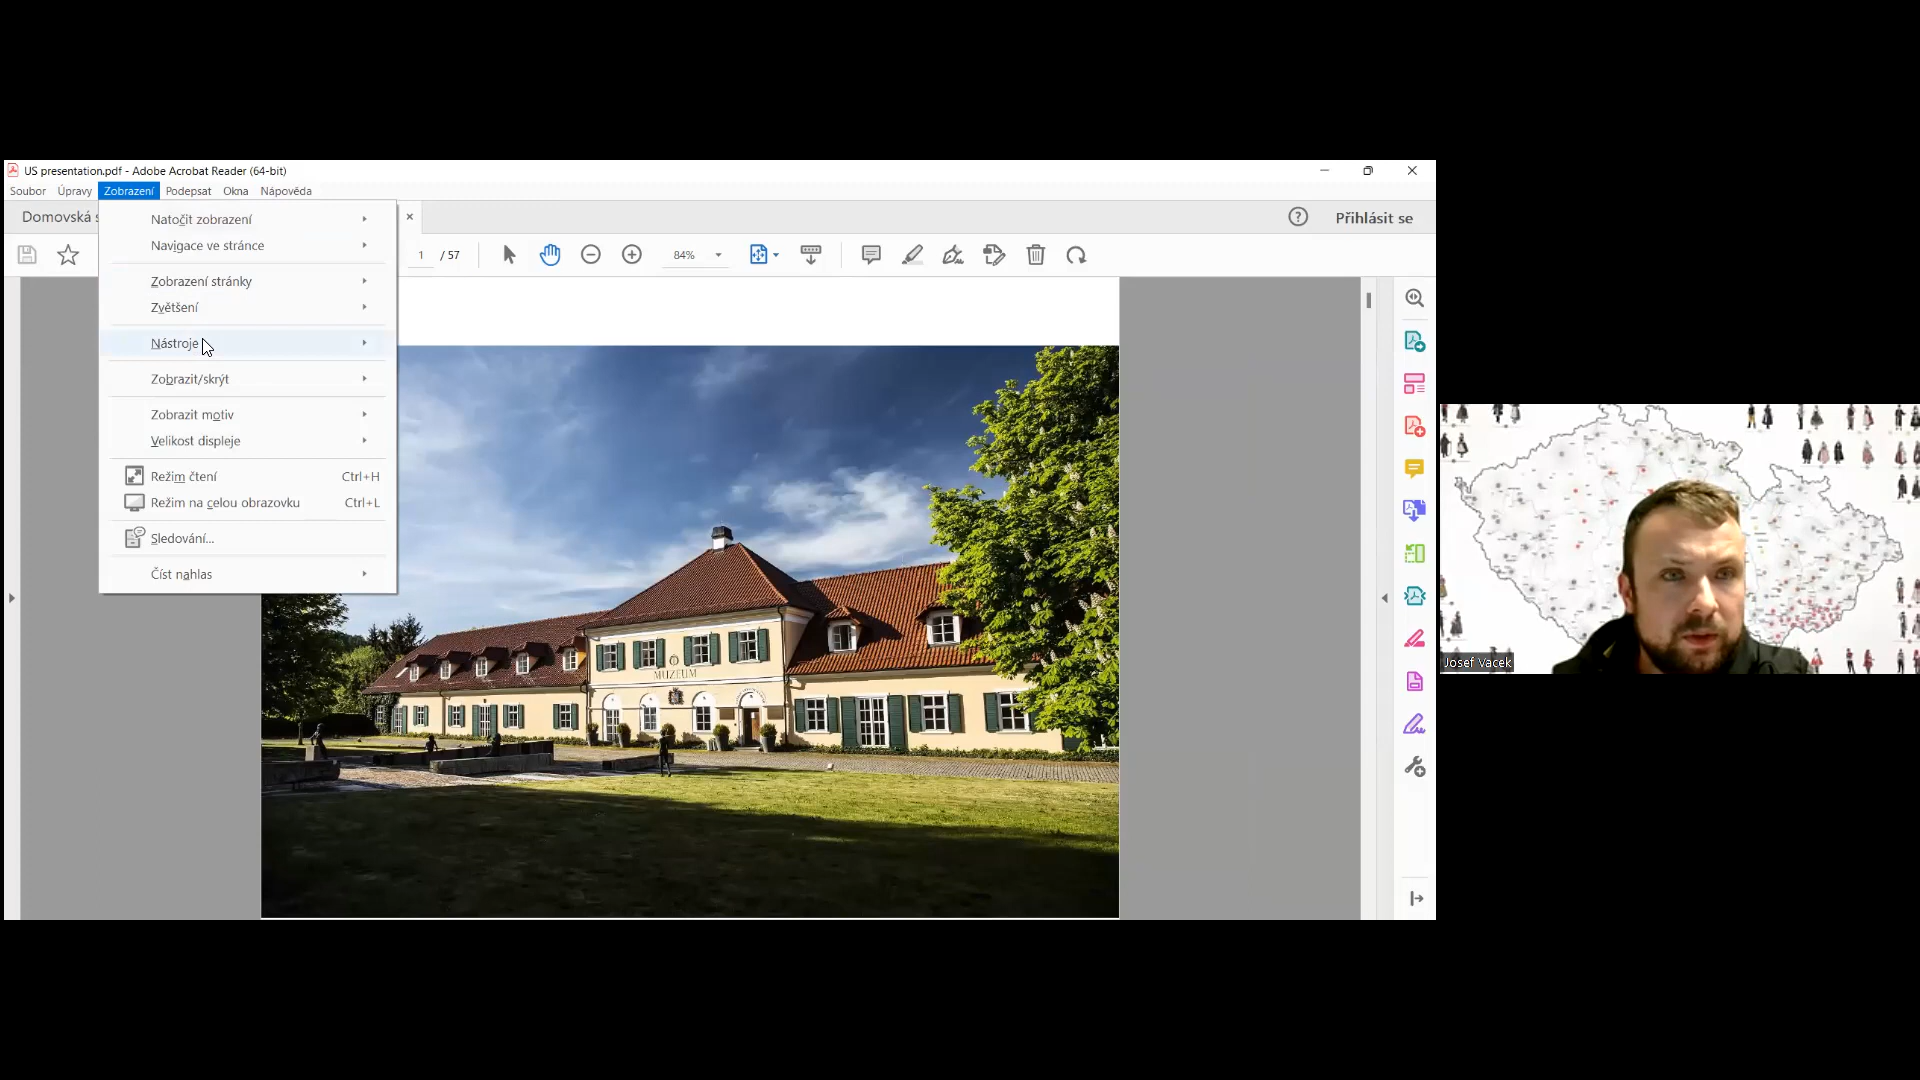 US presentation.pdf - Adobe Acrobat Reader (64-bit)
Soubor Úpravy Zobrazení Podepsat Okna Nápověda
Domovská s
Přihlásit se
1 / 57
84%
Natočit zobrazení
Navigace ve stránce
Zobrazení stránky
Zvětšení
Nástroje
Zobrazit/skrýt
Zobrazit motiv
Velikost displeje
Režim čtení Ctrl+H
Režim na celou obrazovku Ctrl+L
Sledování...
Číst nahlas
MUZEUM
Josef Vacek